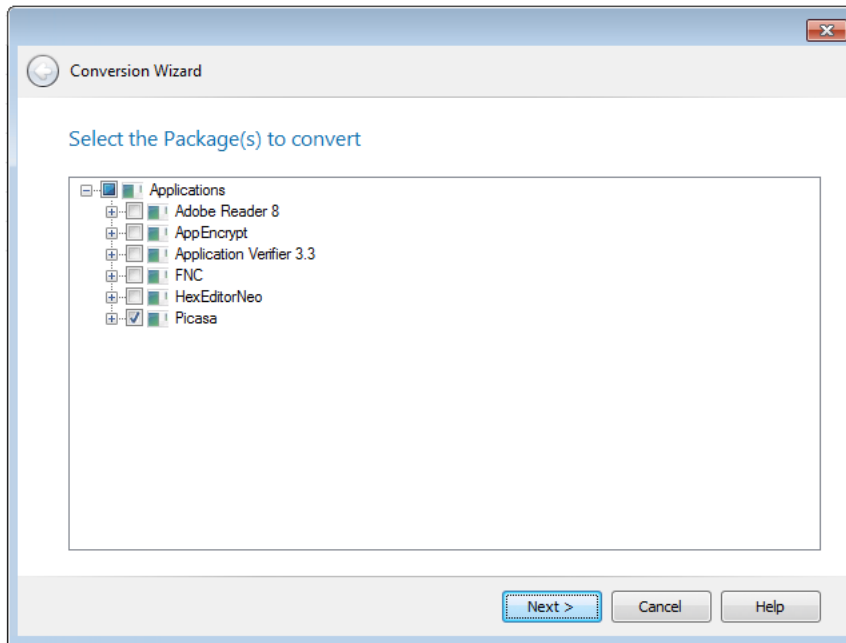 Conversion Wizard
Select the Package(s) to convert
Applications
Adobe Reader 8
AppEncrypt
Application Verifier 3.3
FNC
HexEditorNeo
Picasa
Next >
Cancel
Help